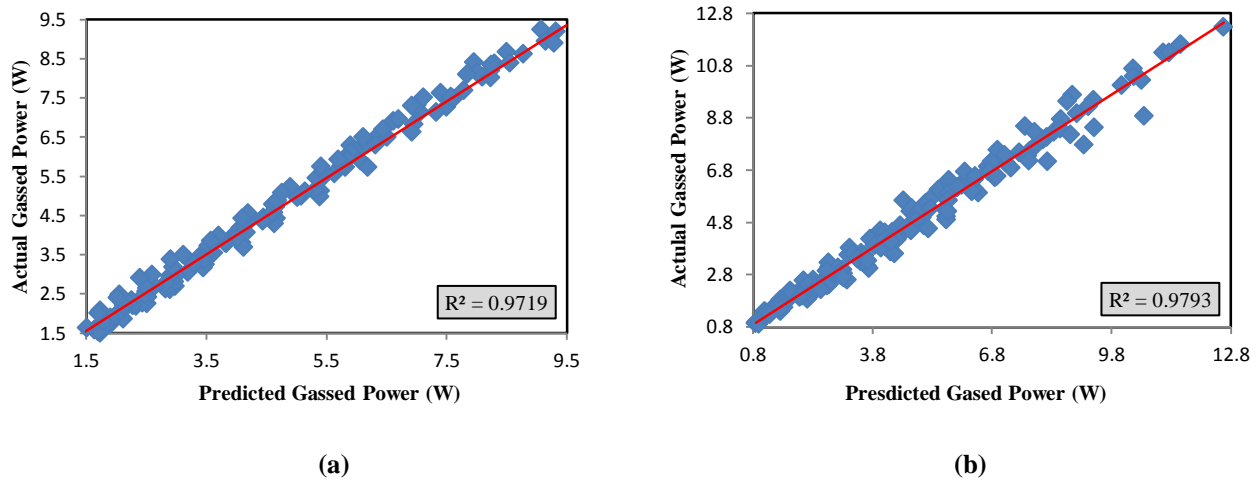 9.5
8.5
7.5
6.5
5.5
4.5
3.5
2.5
1.5
1.5 3.5 5.5 7.5 9.5
Actual Gassed Power (W)
Predicted Gassed Power (W)
R² = 0.9719
(a)
12.8
10.8
8.8
6.8
4.8
2.8
0.8
0.8 3.8 6.8 9.8 12.8
Actulal Gassed Power (W)
Presdicted Gased Power (W)
R² = 0.9793
(b)